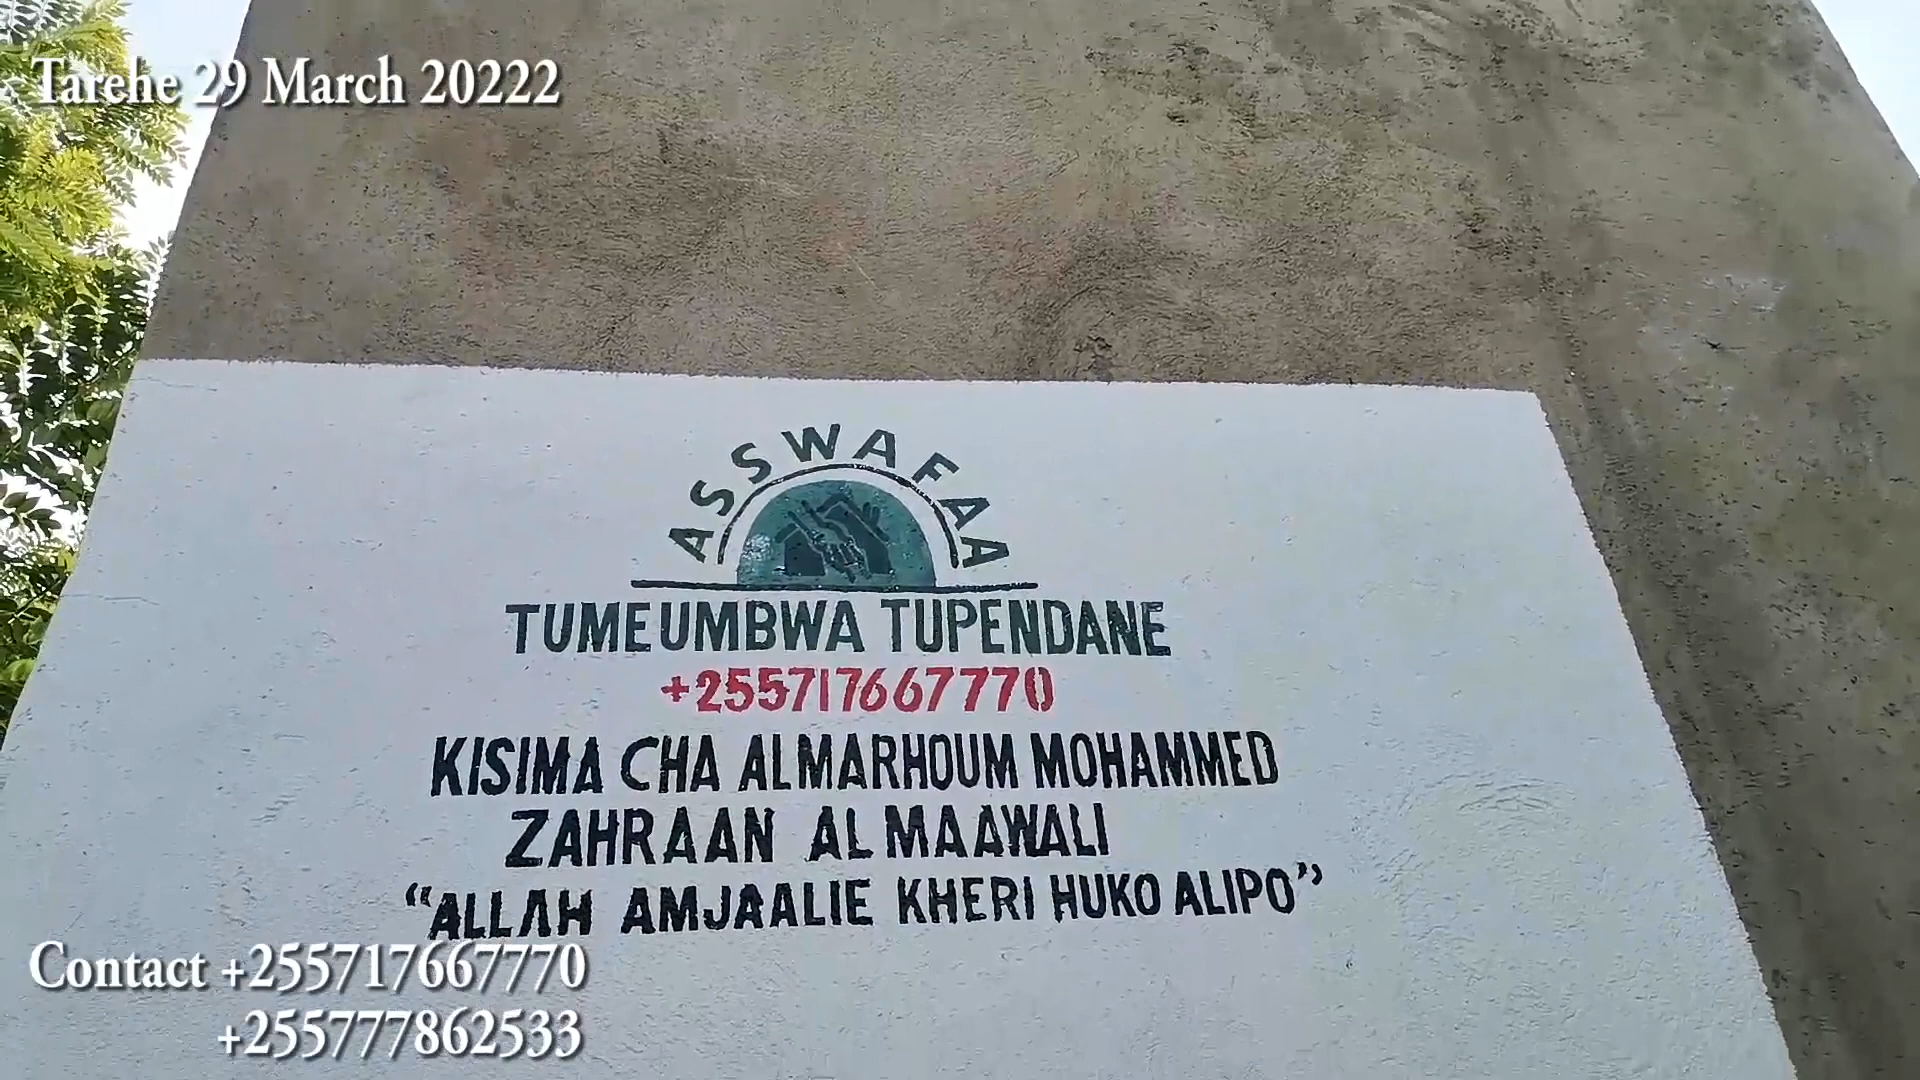 Tarehe 29 March 20222
ASSWAFAA
TUMEUMBWA TUPENDANE
+255717667770
KISIMA CHA ALMARHOUM MOHAMMED
ZAHRAAN AL MAAWALI
“ALLAH AMJAALIE KHERI HUKO ALIPO”
Contact +255717667770
+255777862533